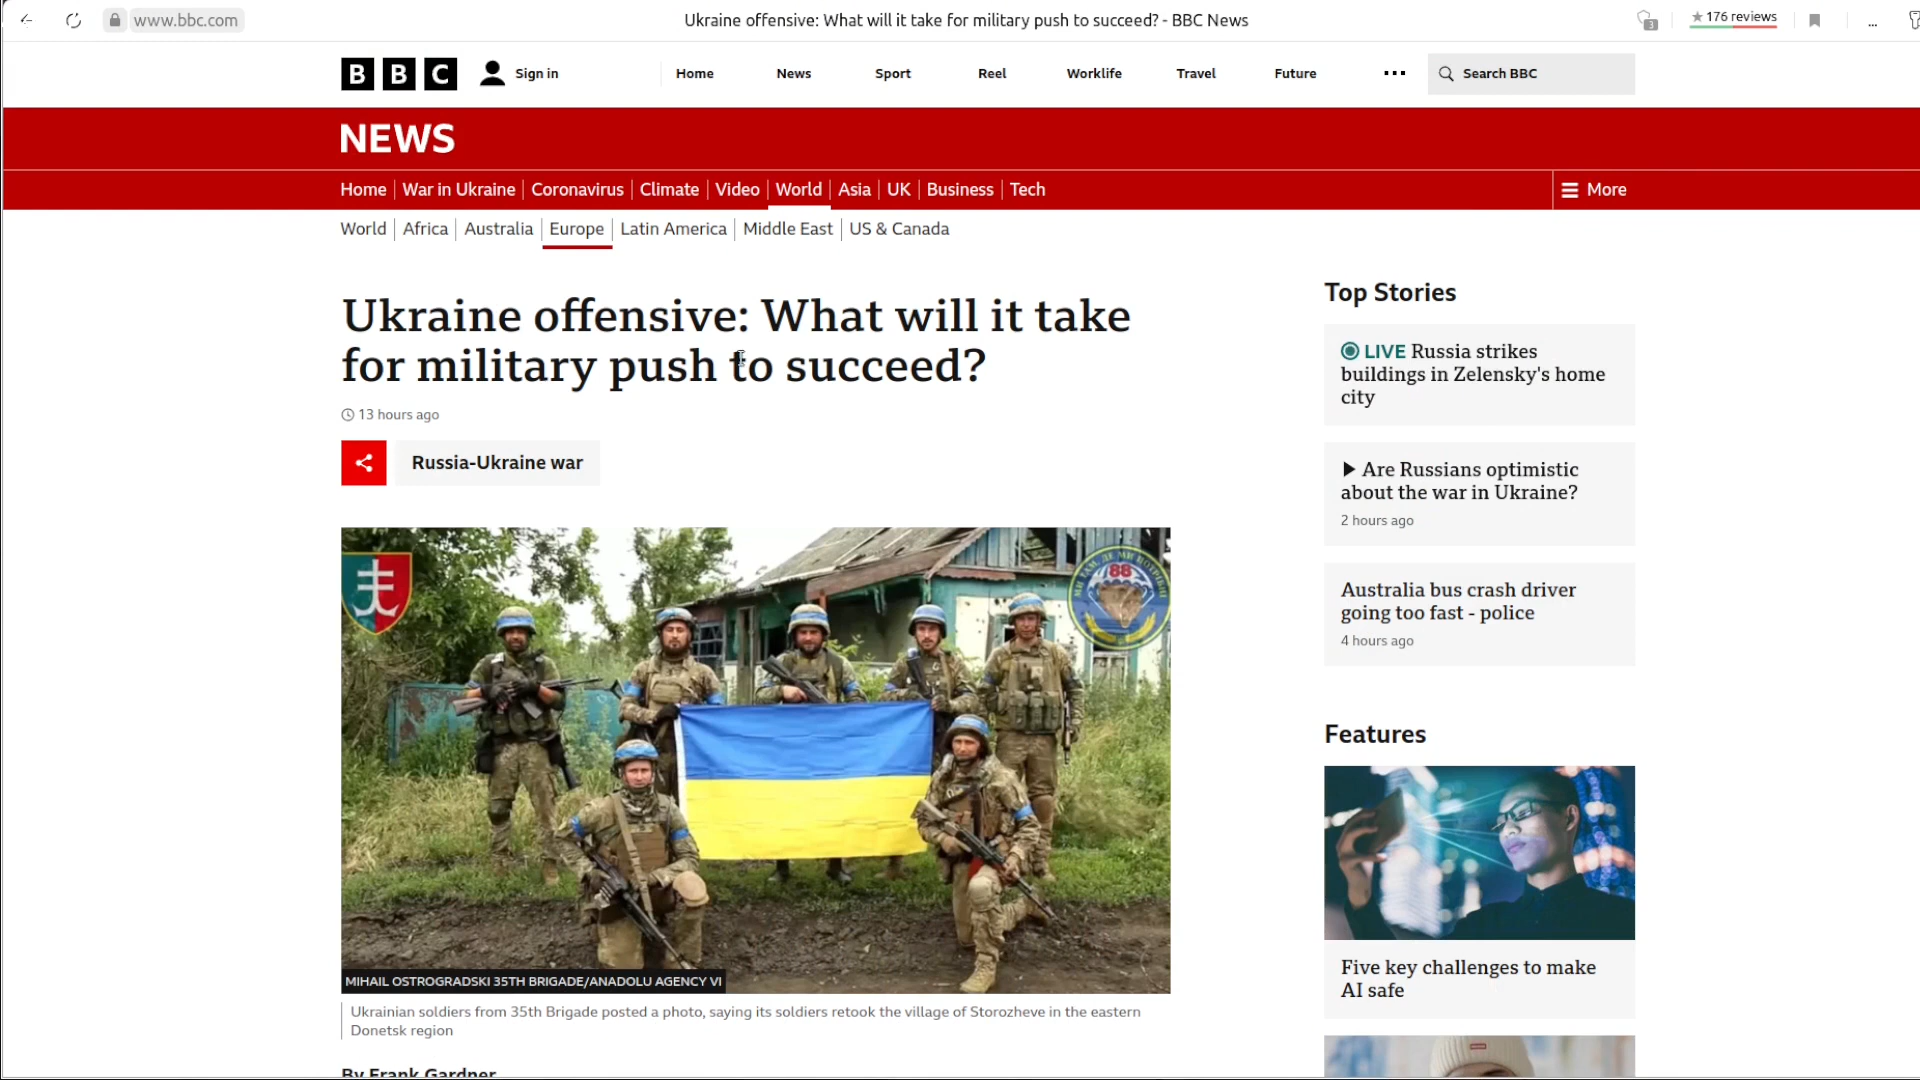 www.bbc.com
Ukraine offensive: What will it take for military push to succeed? - BBC News
3
★ 176 reviews
...
BBC
Sign in
Home
News
Sport
Reel
Worklife
Travel
Future
Search BBC
NEWS
Home
War in Ukraine
Coronavirus
Climate
Video
World
Asia
UK
Business
Tech
More
World
Africa
Australia
Europe
Latin America
Middle East
US & Canada
Ukraine offensive: What will it take
for military push to succeed?
13 hours ago
Russia-Ukraine war
88
MIHAIL OSTROGRADSKI 35TH BRIGADE/ANADOLU AGENCY VI
Ukrainian soldiers from 35th Brigade posted a photo, saying its soldiers retook the village of Storozheve in the eastern
Donetsk region
By Frank Gardner
Top Stories
LIVE Russia strikes
buildings in Zelensky's home
city
Are Russians optimistic
about the war in Ukraine?
2 hours ago
Australia bus crash driver
going too fast - police
4 hours ago
Features
Five key challenges to make
AI safe